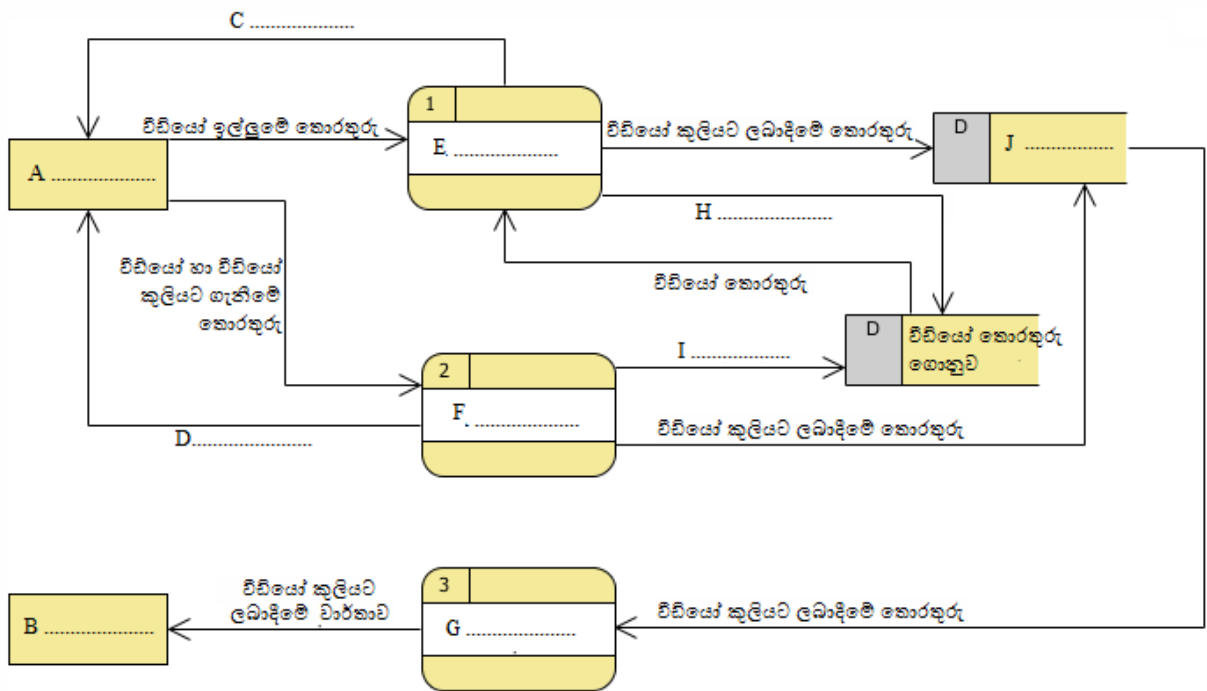 C ....................
1
වීඩියෝ ඉල්ලුමේ තොරතුරු
E. ....................
වීඩියෝ කුලියට ලබාදීමේ තොරතුරු
D
J .................
A ....................
H ......................
වීඩියෝ හා වීඩියෝ
කුලියට ගැනීමේ
තොරතුරු
වීඩියෝ තොරතුරු
D
වීඩියෝ තොරතුරු
ගොනුව
I ...................
2
F. ....................
D.......................
වීඩියෝ කුලියට ලබාදීමේ තොරතුරු
3
වීඩියෝ කුලියට
ලබාදීමේ වාර්තාව
B .....................
G .....................
වීඩියෝ කුලියට ලබාදීමේ තොරතුරු